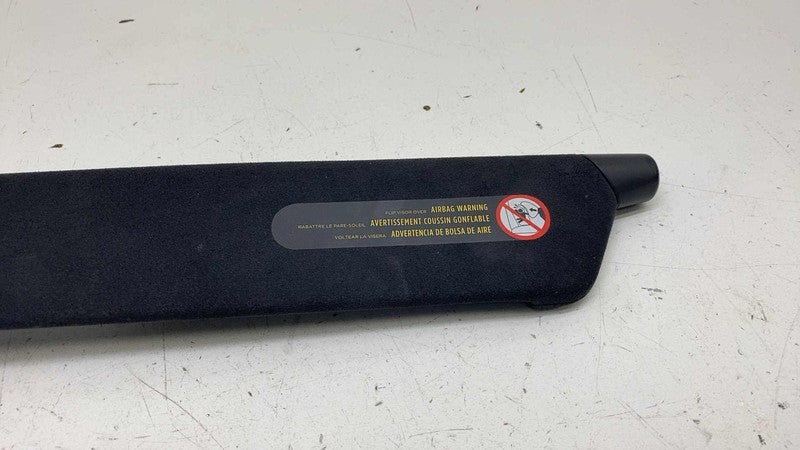 FLIP VISOR OVER AIRBAG WARNING
RABATTRE LE PARE-SOLEIL AVERTISSEMENT COUSSIN GONFLABLE
VOLTEAR LA VISERA ADVERTENCIA DE BOLSA DE AIRE